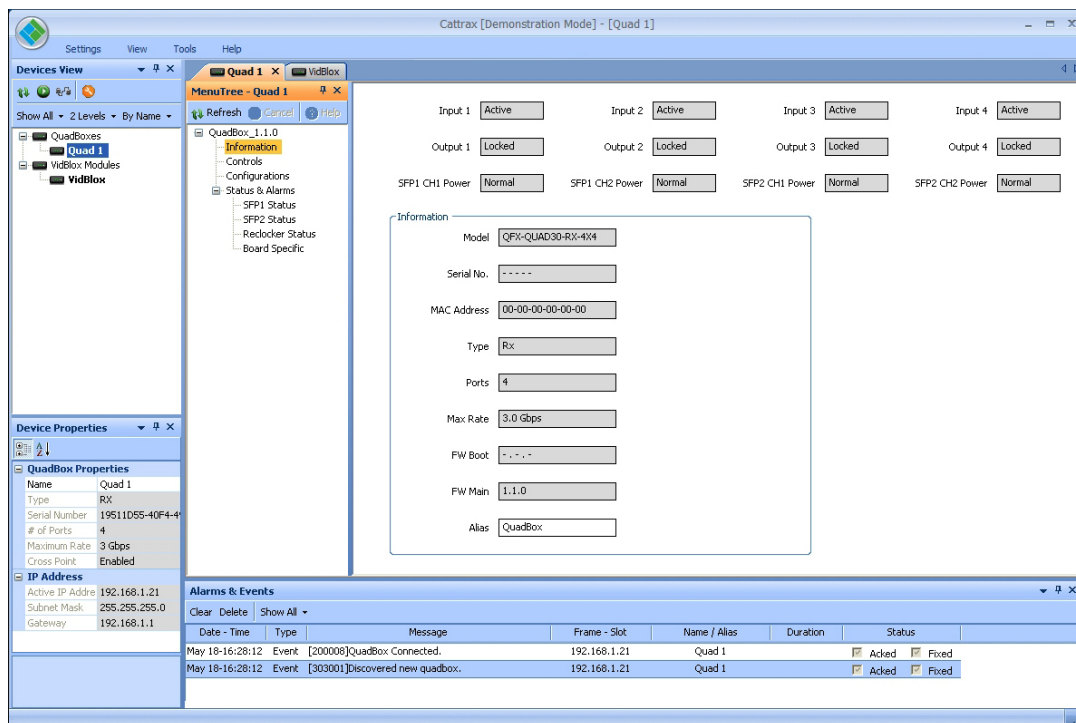 Cattrax [Demonstration Mode] - [Quad 1]
Settings View Tools Help
Devices View
Show All 2 Levels By Name
QuadBoxes
Quad 1
VidBlox Modules
VidBlox
Quad 1 VidBlox
MenuTree - Quad 1
Refresh Cancel Help
QuadBox_1.1.0
Information
Controls
Configurations
Status & Alarms
SFP1 Status
SFP2 Status
Reclocker Status
Board Specific
Input 1 Active Input 2 Active Input 3 Active Input 4 Active
Output 1 Locked Output 2 Locked Output 3 Locked Output 4 Locked
SFP1 CH1 Power Normal SFP1 CH2 Power Normal SFP2 CH1 Power Normal SFP2 CH2 Power Normal
Information
Model QFX-QUAD30-RX-4X4
Serial No. - - - - -
MAC Address 00-00-00-00-00-00
Type Rx
Ports 4
Max Rate 3.0 Gbps
FW Boot - . - . -
FW Main 1.1.0
Alias QuadBox
Device Properties
QuadBox Properties
Name Quad 1
Type RX
Serial Number 19511D55-40F4-4
# of Ports 4
Maximum Rate 3 Gbps
Cross Point Enabled
IP Address
Active IP Addre 192.168.1.21
Subnet Mask 255.255.255.0
Gateway 192.168.1.1
Alarms & Events
Clear Delete Show All
Date - Time Type Message Frame - Slot Name / Alias Duration Status
May 18-16:28:12 Event [200008]QuadBox Connected. 192.168.1.21 Quad 1 Acked Fixed
May 18-16:28:12 Event [303001]Discovered new quadbox. 192.168.1.21 Quad 1 Acked Fixed